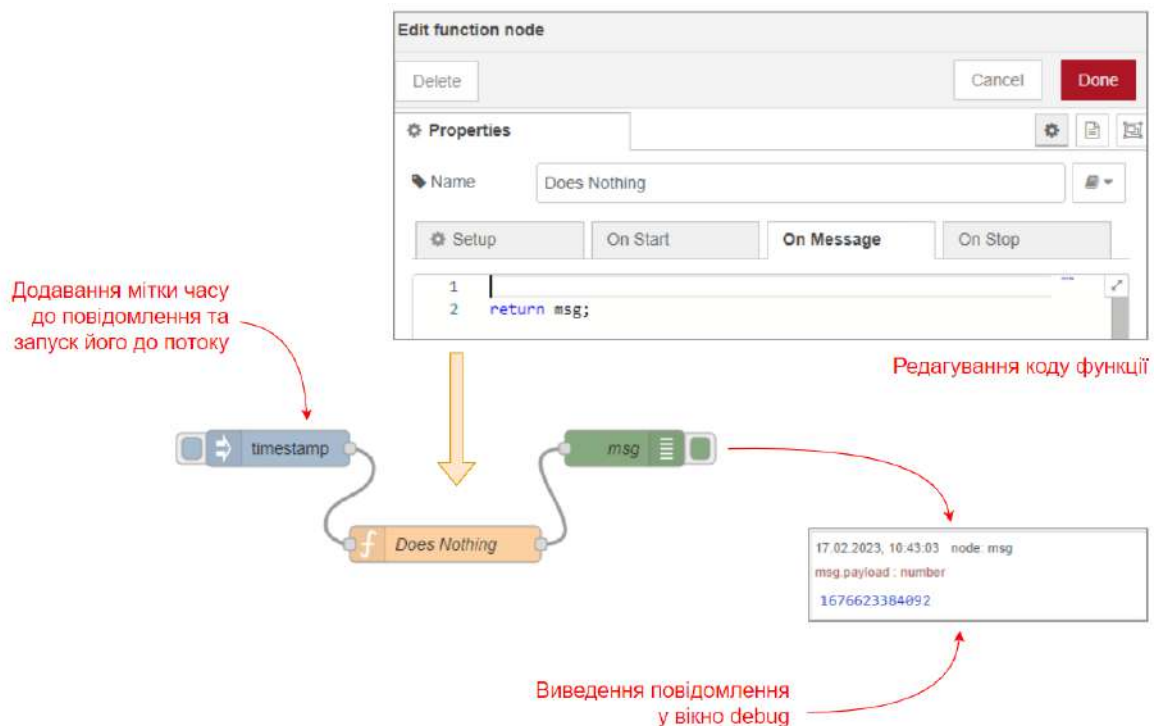 Edit function node
Delete
Cancel
Done
Properties
Name
Does Nothing
Setup
On Start
On Message
On Stop
1
2 return msg;
Додавання мітки часу
до повідомлення та
запуск його до потоку
Редагування коду функції
timestamp
msg
Does Nothing
17.02.2023, 10:43:03 node: msg
msg.payload : number
1676623384092
Виведення повідомлення
у вікно debug